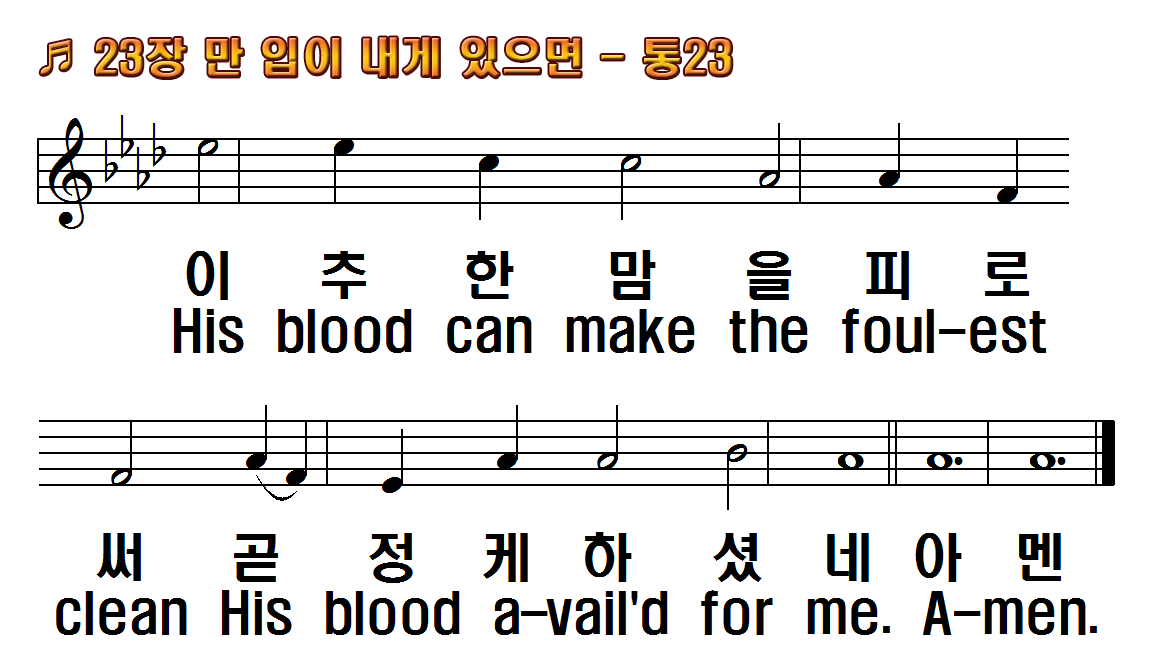 ♬ 23장 만 입이 내게 있으면 - 통23
이 추 한 맘 을 피 로
His blood can make the foul-est
써 곧 정 케 하 셨 네 아 멘
clean His blood a-vail'd for me. A-men.